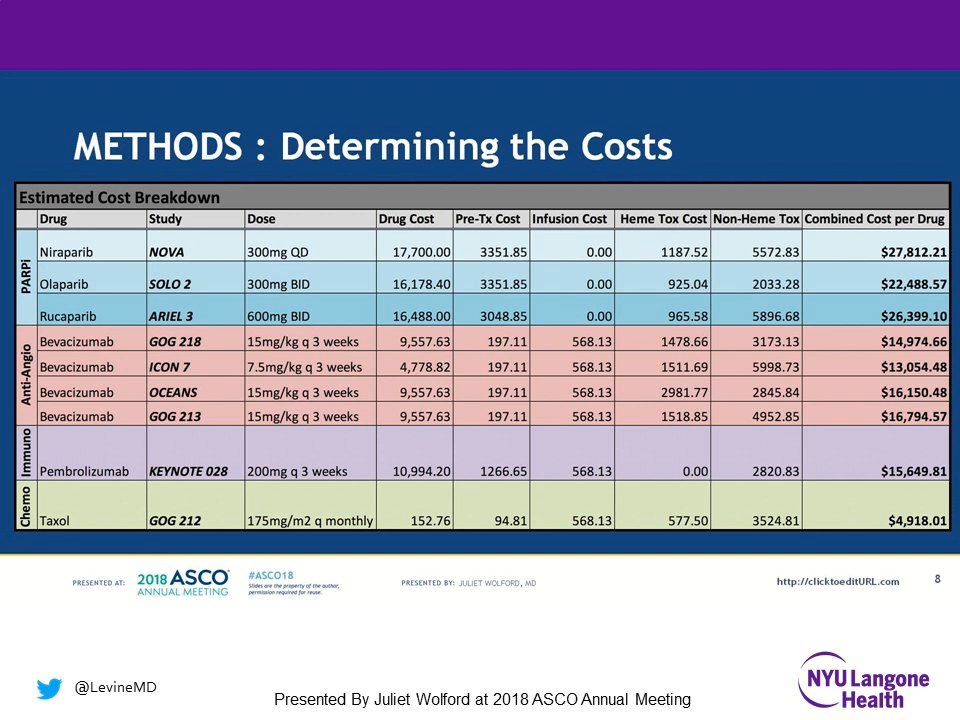 METHODS : Determining the Costs
Estimated Cost Breakdown
Drug Study Dose Drug Cost Pre-Tx Cost Infusion Cost Heme Tox Cost Non-Heme Tox Combined Cost per Drug
PARPi
Niraparib NOVA 300mg QD 17,700.00 3351.85 0.00 1187.52 5572.83 $27,812.21
Olaparib SOLO 2 300mg BID 16,178.40 3351.85 0.00 925.04 2033.28 $22,488.57
Rucaparib ARIEL 3 600mg BID 16,488.00 3048.85 0.00 965.58 5896.68 $26,399.10
Anti-Angio
Bevacizumab GOG 218 15mg/kg q 3 weeks 9,557.63 197.11 568.13 1478.66 3173.13 $14,974.66
Bevacizumab ICON 7 7.5mg/kg q 3 weeks 4,778.82 197.11 568.13 1511.69 5998.73 $13,054.48
Bevacizumab OCEANS 15mg/kg q 3 weeks 9,557.63 197.11 568.13 2981.77 2845.84 $16,150.48
Bevacizumab GOG 213 15mg/kg q 3 weeks 9,557.63 197.11 568.13 1518.85 4952.85 $16,794.57
Immuno
Pembrolizumab KEYNOTE 028 200mg q 3 weeks 10,994.20 1266.65 568.13 0.00 2820.83 $15,649.81
Chemo
Taxol GOG 212 175mg/m2 q monthly 152.76 94.81 568.13 577.50 3524.81 $4,918.01
PRESENTED AT: 2018 ASCO
ANNUAL MEETING
#ASCO18
Slides are the property of the author,
permission required for reuse.
PRESENTED BY: JULIET WOLFORD, MD
http://clicktoeditURL.com
8
@LevineMD
Presented By Juliet Wolford at 2018 ASCO Annual Meeting
NYU Langone
Health